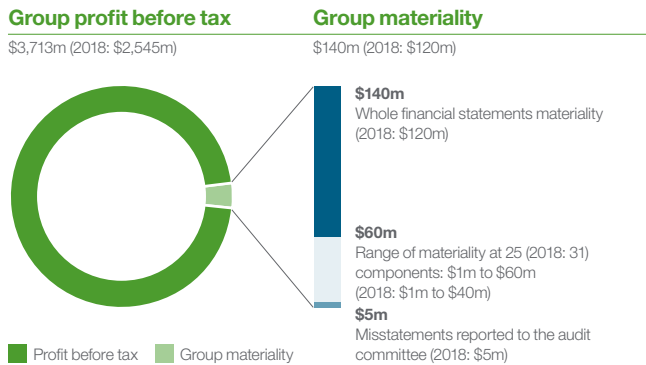 Group profit before tax
$3,713m (2018: $2,545m)
Group materiality
$140m (2018: $120m)
$140m
Whole financial statements materiality
(2018: $120m)
$60m
Range of materiality at 25 (2018: 31)
components: $1m to $60m
(2018: $1m to $40m)
$5m
Misstatements reported to the audit
committee (2018: $5m)
Profit before tax
Group materiality